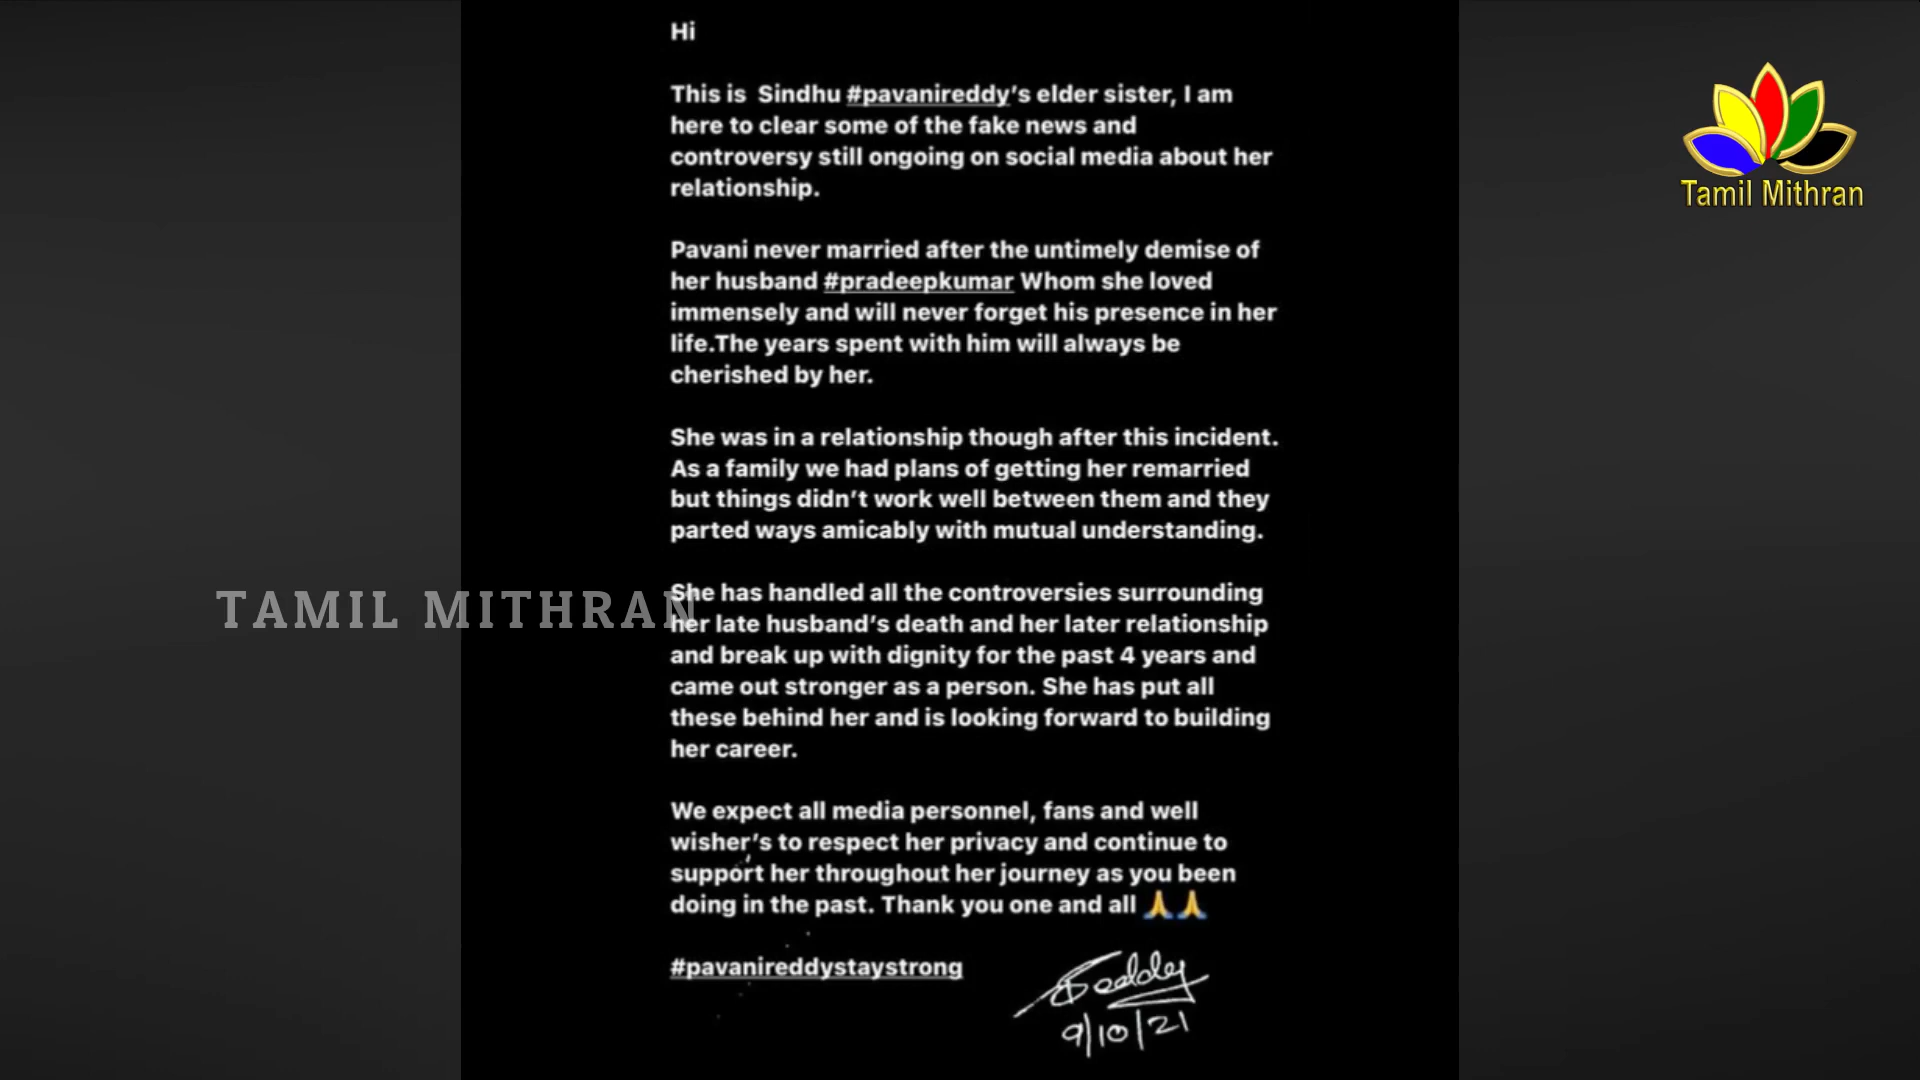 Hi
This is Sindhu #pavanireddy's elder sister, I am
here to clear some of the fake news and
controversy still ongoing on social media about her
relationship.
Pavani never married after the untimely demise of
her husband #pradeepkumar Whom she loved
immensely and will never forget his presence in her
life.The years spent with him will always be
cherished by her.
She was in a relationship though after this incident.
As a family we had plans of getting her remarried
but things didn't work well between them and they
parted ways amicably with mutual understanding.
She has handled all the controversies surrounding
her late husband's death and her later relationship
and break up with dignity for the past 4 years and
came out stronger as a person. She has put all
these behind her and is looking forward to building
her career.
We expect all media personnel, fans and well
wisher's to respect her privacy and continue to
support her throughout her journey as you been
doing in the past. Thank you one and all 🙏🙏
#pavanireddystaystrong
Reddy
9/10/21
Tamil Mithran
TAMIL MITHRAN